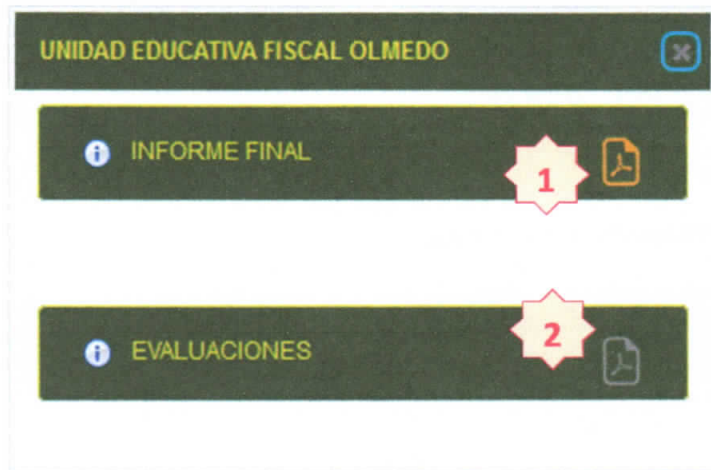 UNIDAD EDUCATIVA FISCAL OLMEDO
INFORME FINAL
1
EVALUACIONES
2